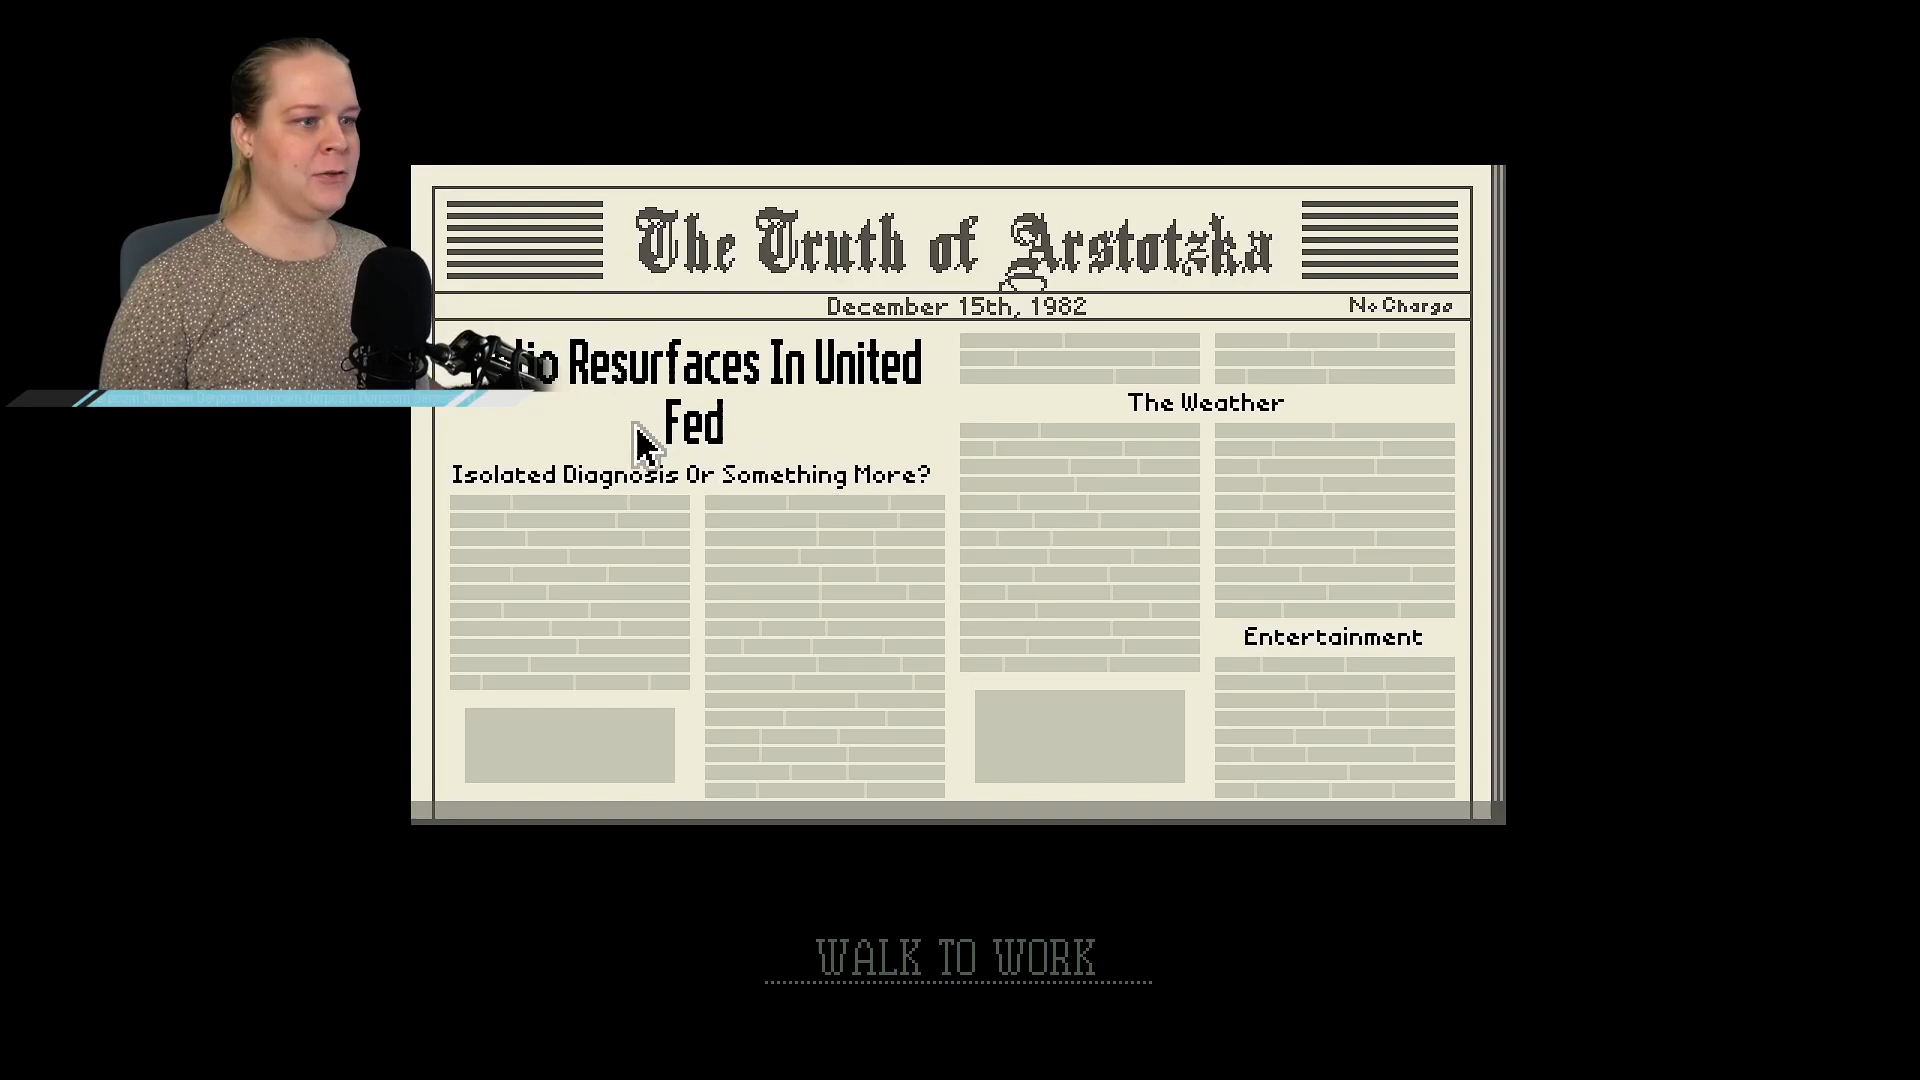 The Truth of Arstotzka
December 15th, 1982
No Charge
Resurfaces In United
Fed
Isolated Diagnosis Or Something More?
The Weather
Entertainment
WALK TO WORK